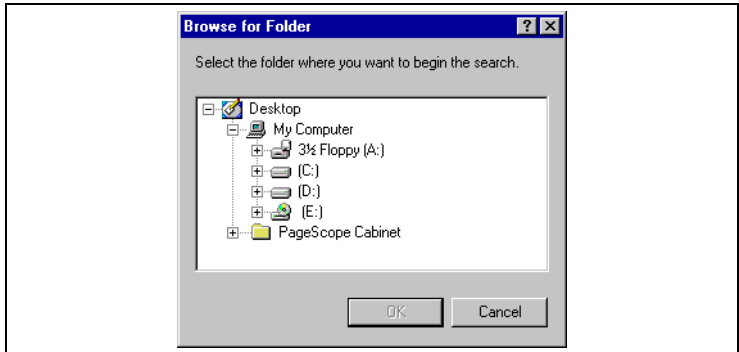 Browse for Folder
Select the folder where you want to begin the search.
Desktop
My Computer
3½ Floppy (A:)
(C:)
(D:)
(E:)
PageScope Cabinet
OK Cancel